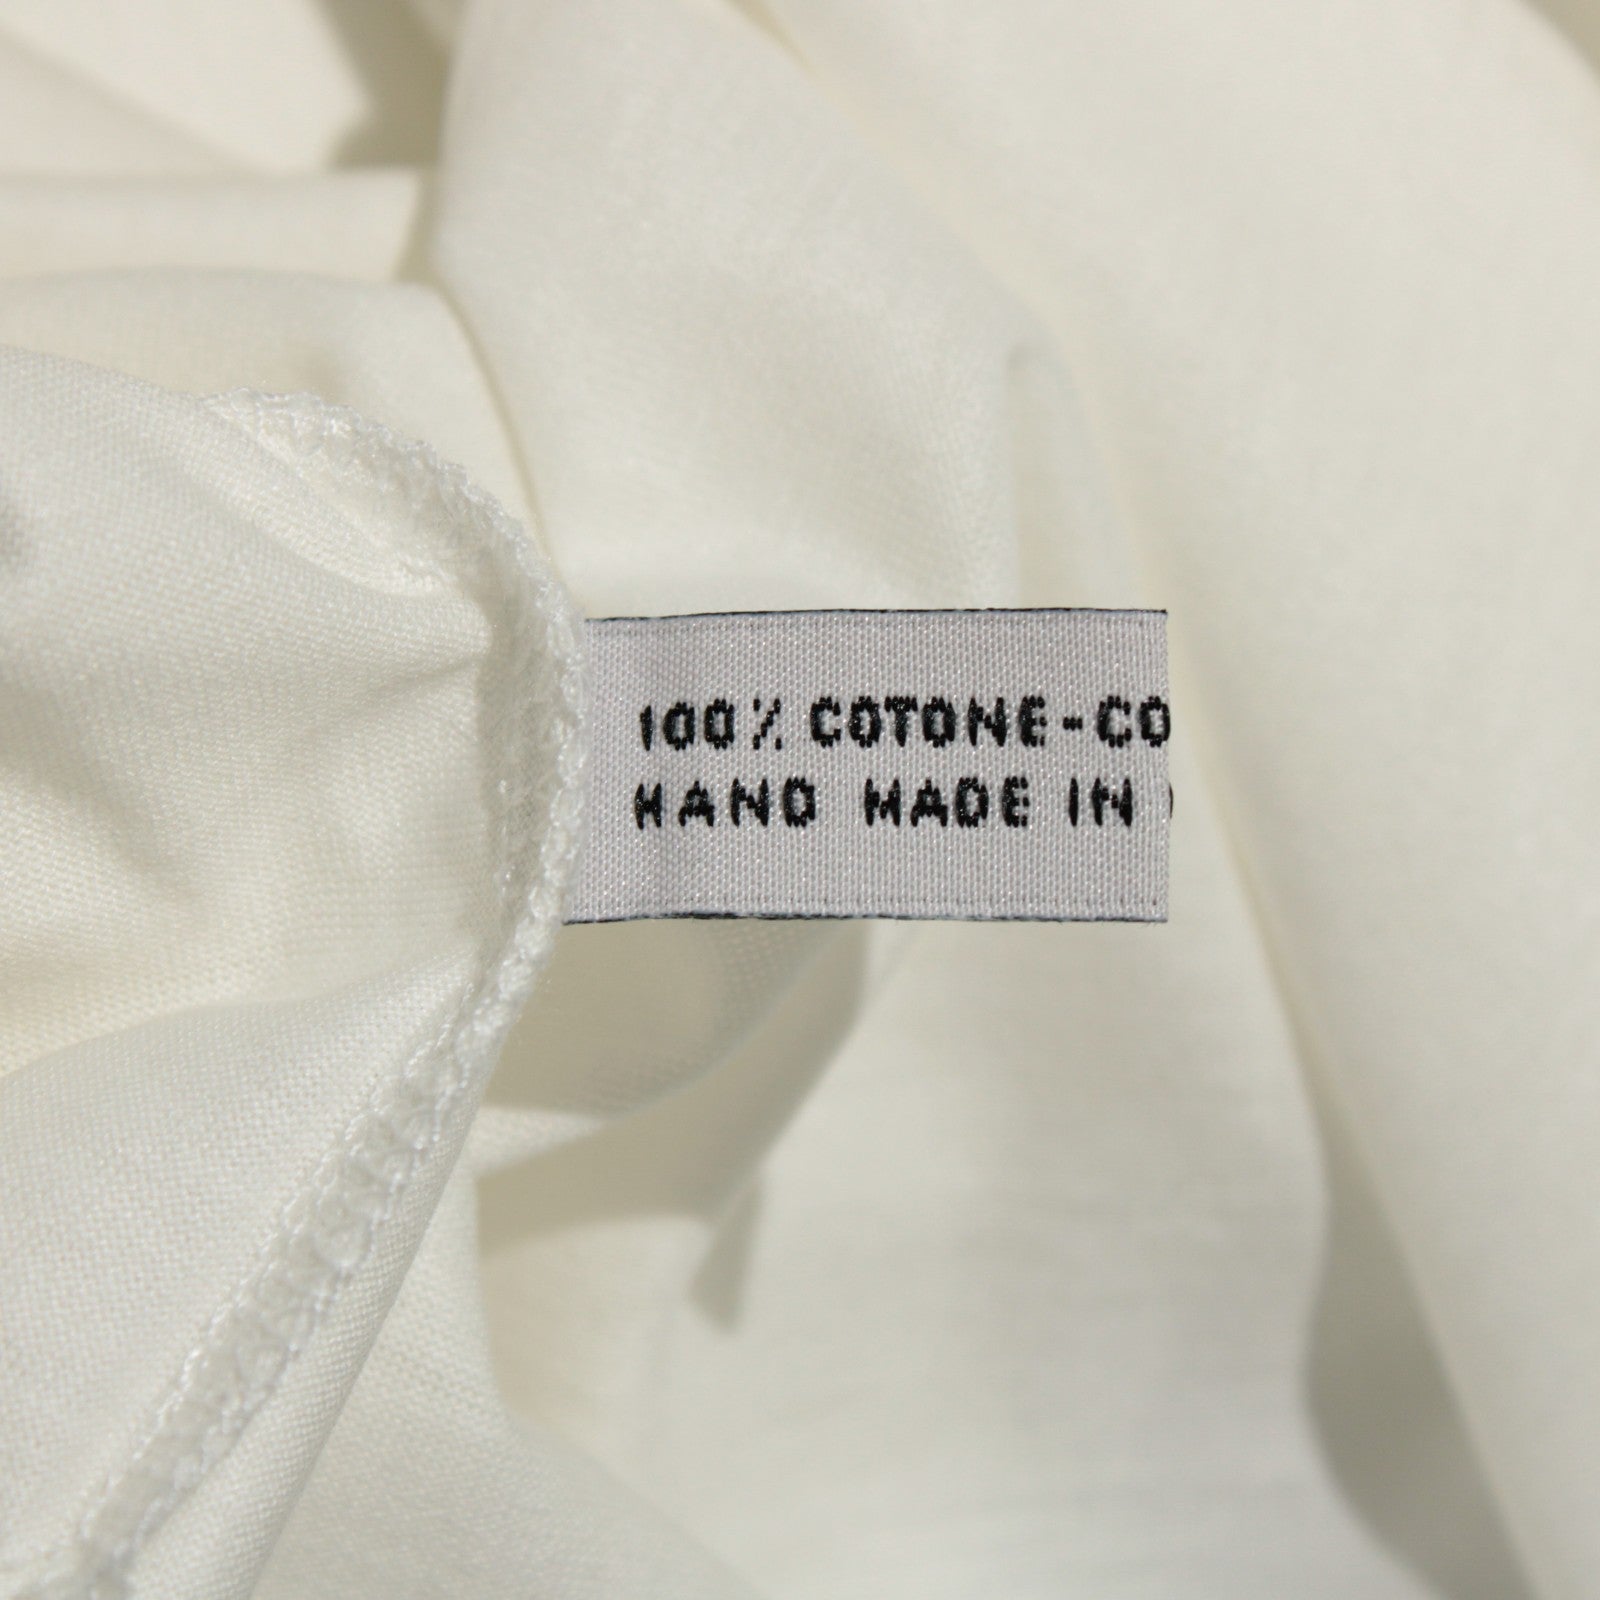 100% COTONE-CO
HAND MADE IN